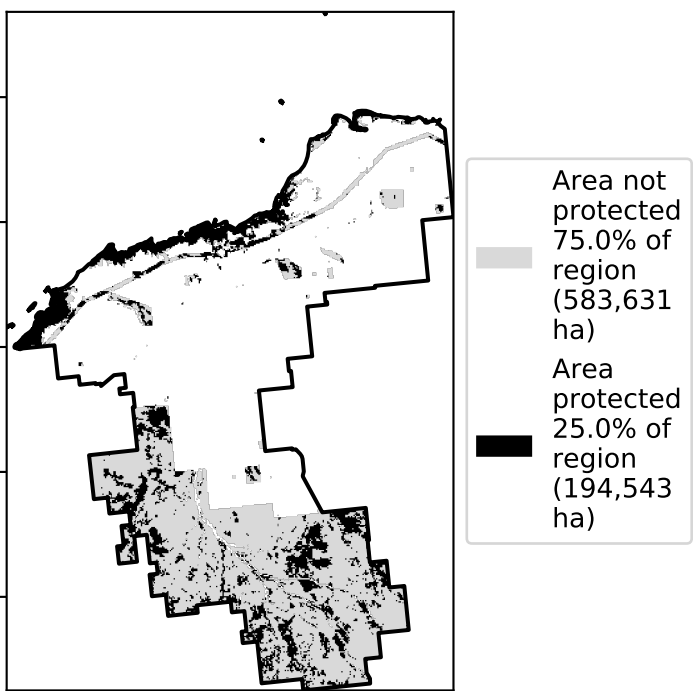 Area not
protected
75.0% of
region
(583,631
ha)
Area
protected
25.0% of
region
(194,543
ha)